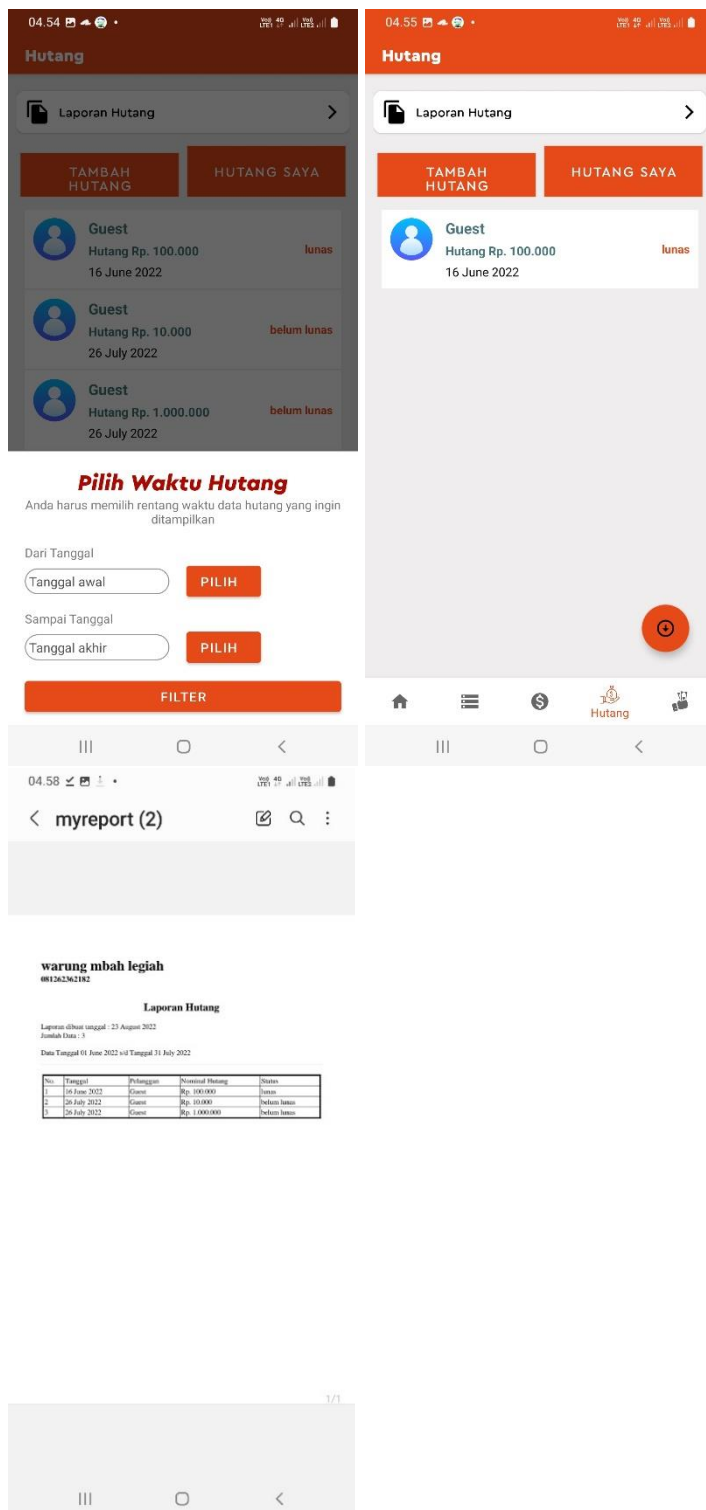 04.54
Hutang
Laporan Hutang
TAMBAH
HUTANG
HUTANG SAYA
Guest
Hutang Rp. 100.000
lunas
16 June 2022
Guest
Hutang Rp. 10.000
belum lunas
26 July 2022
Guest
Hutang Rp. 1.000.000
belum lunas
26 July 2022
Pilih Waktu Hutang
Anda harus memilih rentang waktu data hutang yang ingin
ditampilkan
Dari Tanggal
Tanggal awal
PILIH
Sampai Tanggal
Tanggal akhir
PILIH
FILTER
04.55
Hutang
Laporan Hutang
TAMBAH
HUTANG
HUTANG SAYA
Guest
Hutang Rp. 100.000
lunas
16 June 2022
Hutang
04.58
myreport (2)
warung mbah legiah
081262362182
Laporan Hutang
Laporan dibuat tanggal : 23 August 2022
Jumlah Data : 3
Data Tanggal 01 June 2022 s/d Tanggal 31 July 2022
No. Tanggal Pelanggan Nominal Hutang Status
1 16 June 2022 Guest Rp. 100.000 lunas
2 26 July 2022 Guest Rp. 10.000 belum lunas
3 26 July 2022 Guest Rp. 1.000.000 belum lunas
1/1